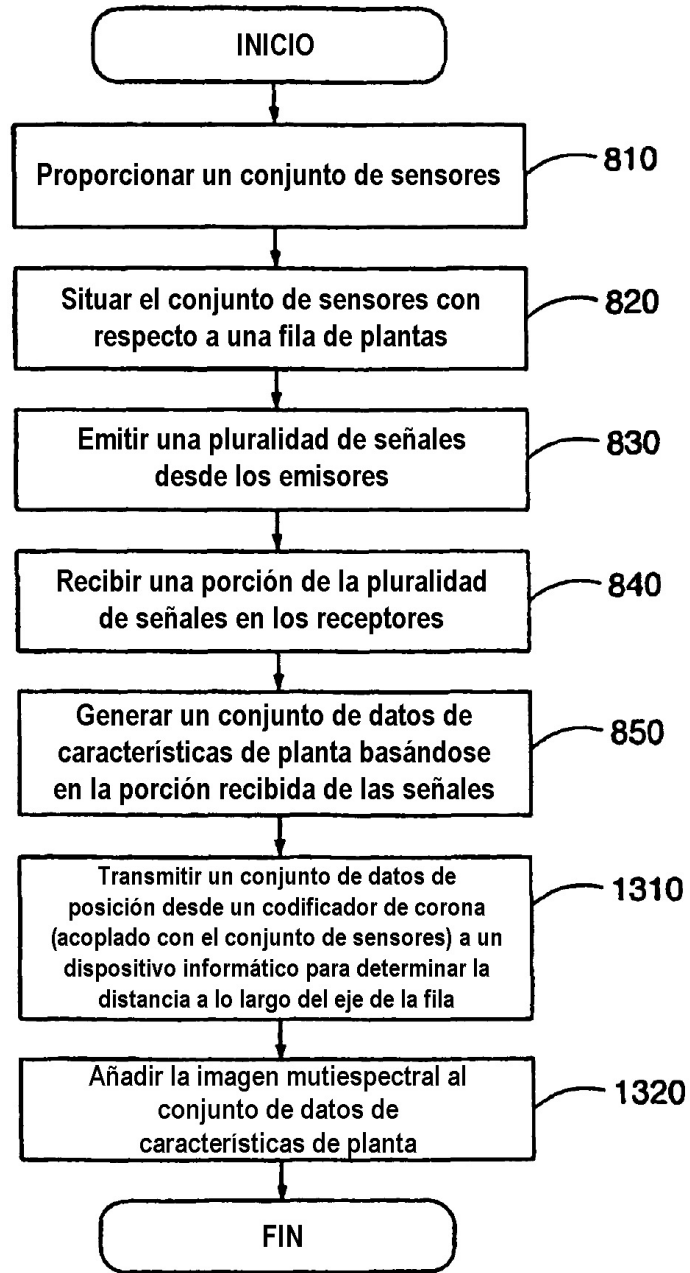 INICIO
Proporcionar un conjunto de sensores
810
Situar el conjunto de sensores con
respecto a una fila de plantas
820
Emitir una pluralidad de señales
desde los emisores
830
Recibir una porción de la pluralidad
de señales en los receptores
840
Generar un conjunto de datos de
características de planta basándose
en la porción recibida de las señales
850
Transmitir un conjunto de datos de
posición desde un codificador de corona
(acoplado con el conjunto de sensores) a un
dispositivo informático para determinar la
distancia a lo largo del eje de la fila
1310
Añadir la imagen mutiespectral al
conjunto de datos de
características de planta
1320
FIN